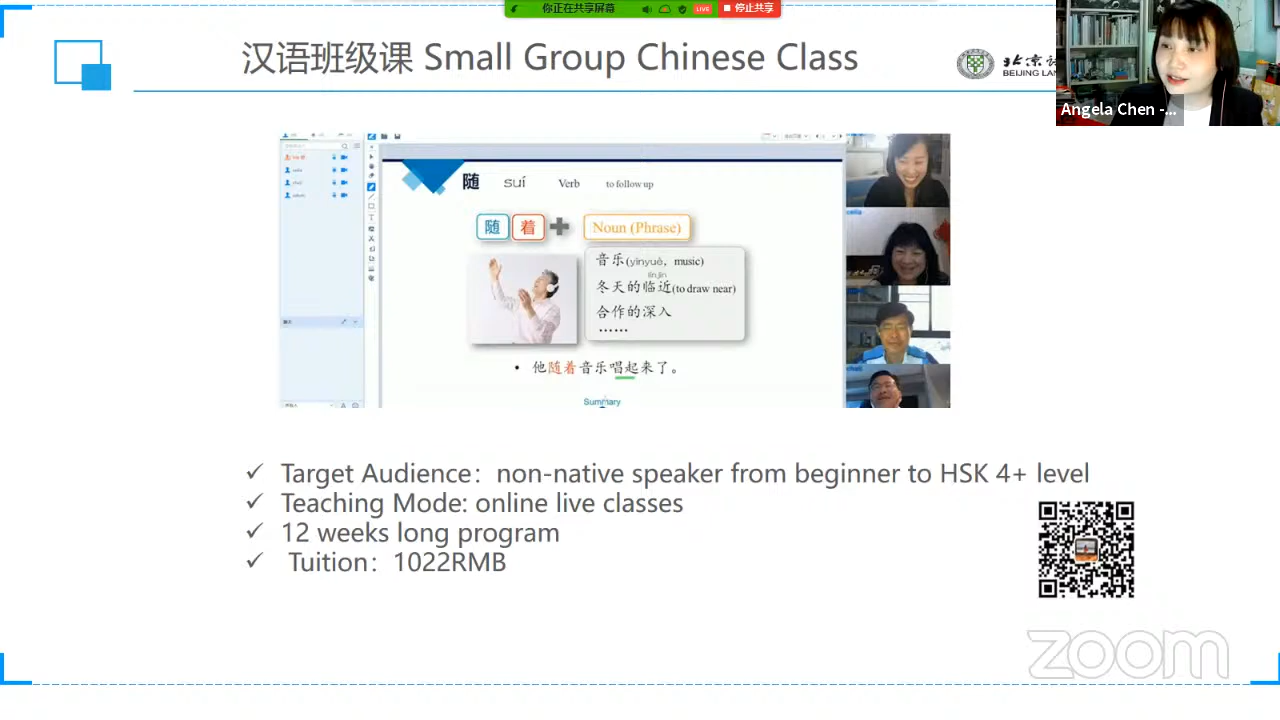 你正在共享屏幕
LIVE
停止共享
汉语班级课 Small Group Chinese Class
北京
BEIJING LAN
Angela Chen -...
随 suí Verb to follow up
随 着 Noun (Phrase)
音乐(yīnyuè, music)
línjìn
冬天的临近(to draw near)
合作的深入
……
• 他随着音乐唱起来了。
Summary
✓ Target Audience：non-native speaker from beginner to HSK 4+ level
✓ Teaching Mode: online live classes
✓ 12 weeks long program
✓ Tuition：1022RMB
zoom